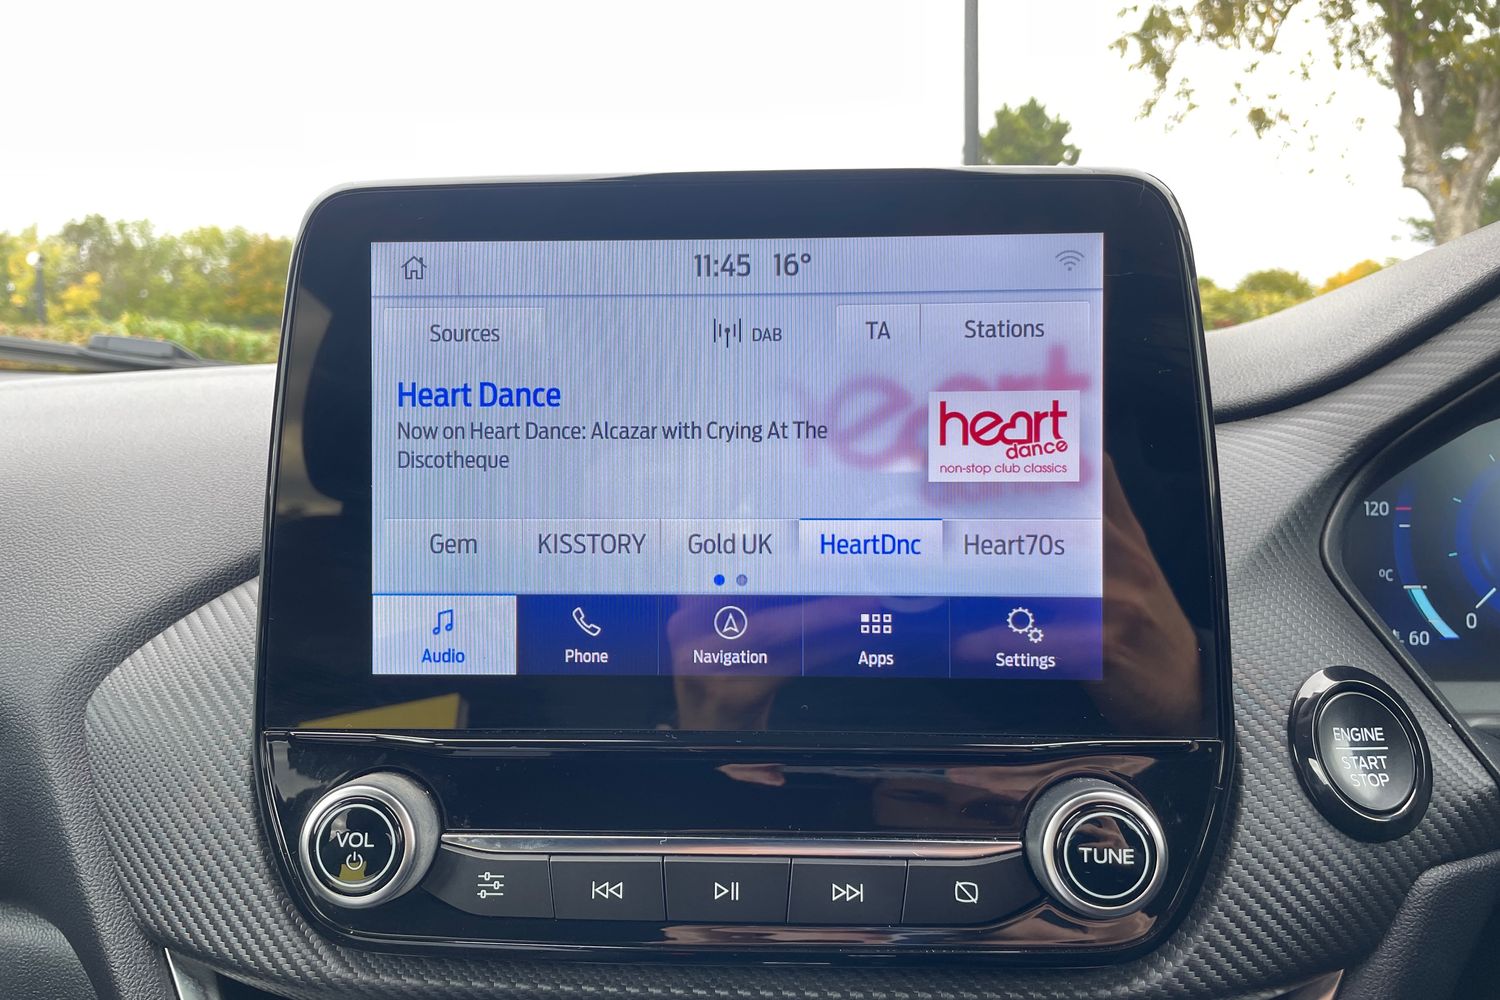 11:45 16°
Sources
DAB
TA
Stations
Heart Dance
Now on Heart Dance: Alcazar with Crying At The
Discotheque
heart
dance
non-stop club classics
Gem
KISSTORY
Gold UK
HeartDnc
Heart70s
Audio
Phone
Navigation
Apps
Settings
120
°C
60
0
ENGINE
START
STOP
VOL
TUNE